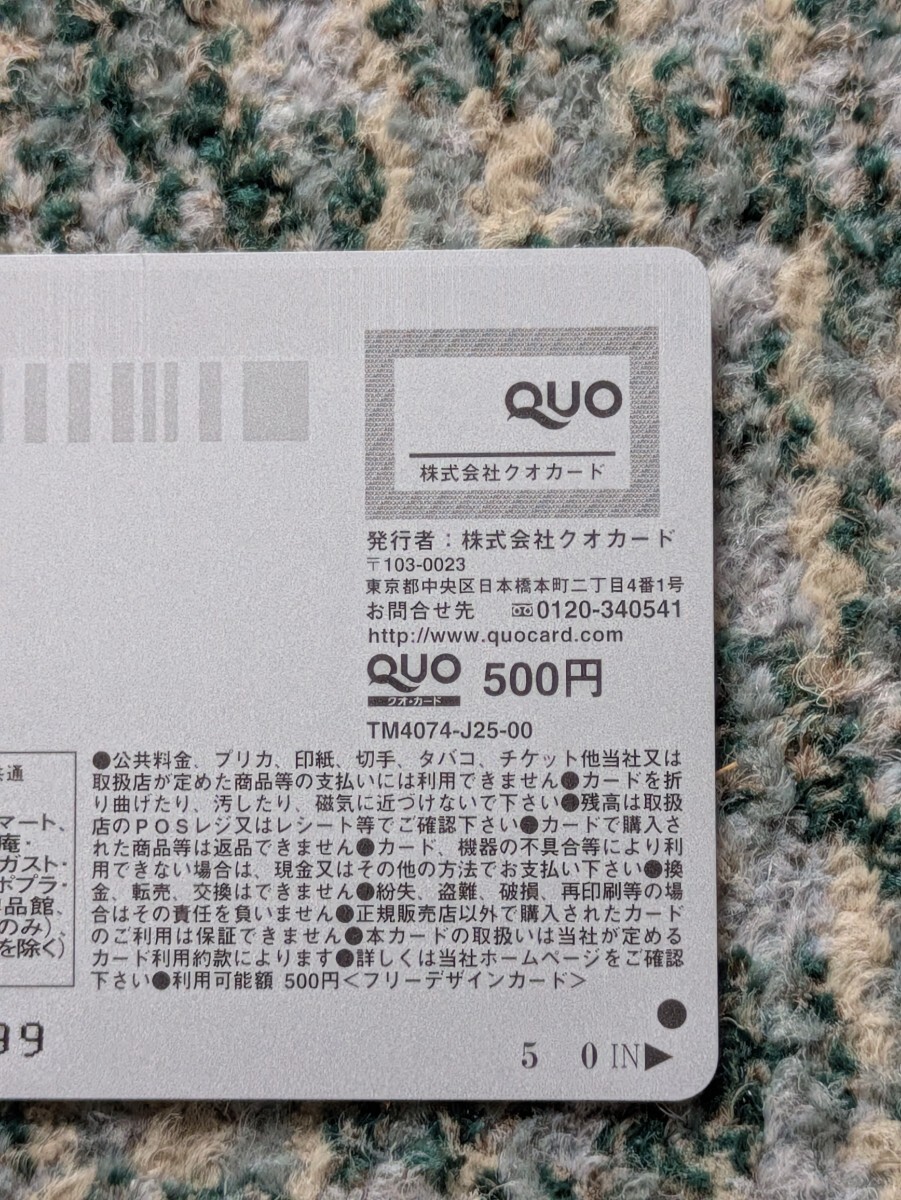 QUO
株式会社クオカード
発行者：株式会社クオカード
〒103-0023
東京都中央区日本橋本町二丁目4番1号
お問合せ先 0120-340541
http://www.quocard.com
QUO 500円
クオ・カード
TM4074-J25-00
●公共料金、プリカ、印紙、切手、タバコ、チケット他当社又は
取扱店が定めた商品等の支払いには利用できません●カードを折
り曲げたり、汚したり、磁気に近づけないで下さい●残高は取扱
店のPOSレジ又はレシート等でご確認下さい●カードで購入さ
れた商品等は返品できません●カード、機器の不具合等により利
用できない場合は、現金又はその他の方法でお支払い下さい●換
金、転売、交換はできません●紛失、盗難、破損、再印刷等の場
合はその責任を負いません●正規販売店以外で購入されたカード
のご利用は保証できません●本カードの取扱いは当社が定める
カード利用約款によります●詳しくは当社ホームページをご確認
下さい●利用可能額 500円<フリーデザインカード>
共通
マート、
庵・
ガスト・
ポプラ・
品館、
のみ)、
を除く)
99
●
5 0 IN▶